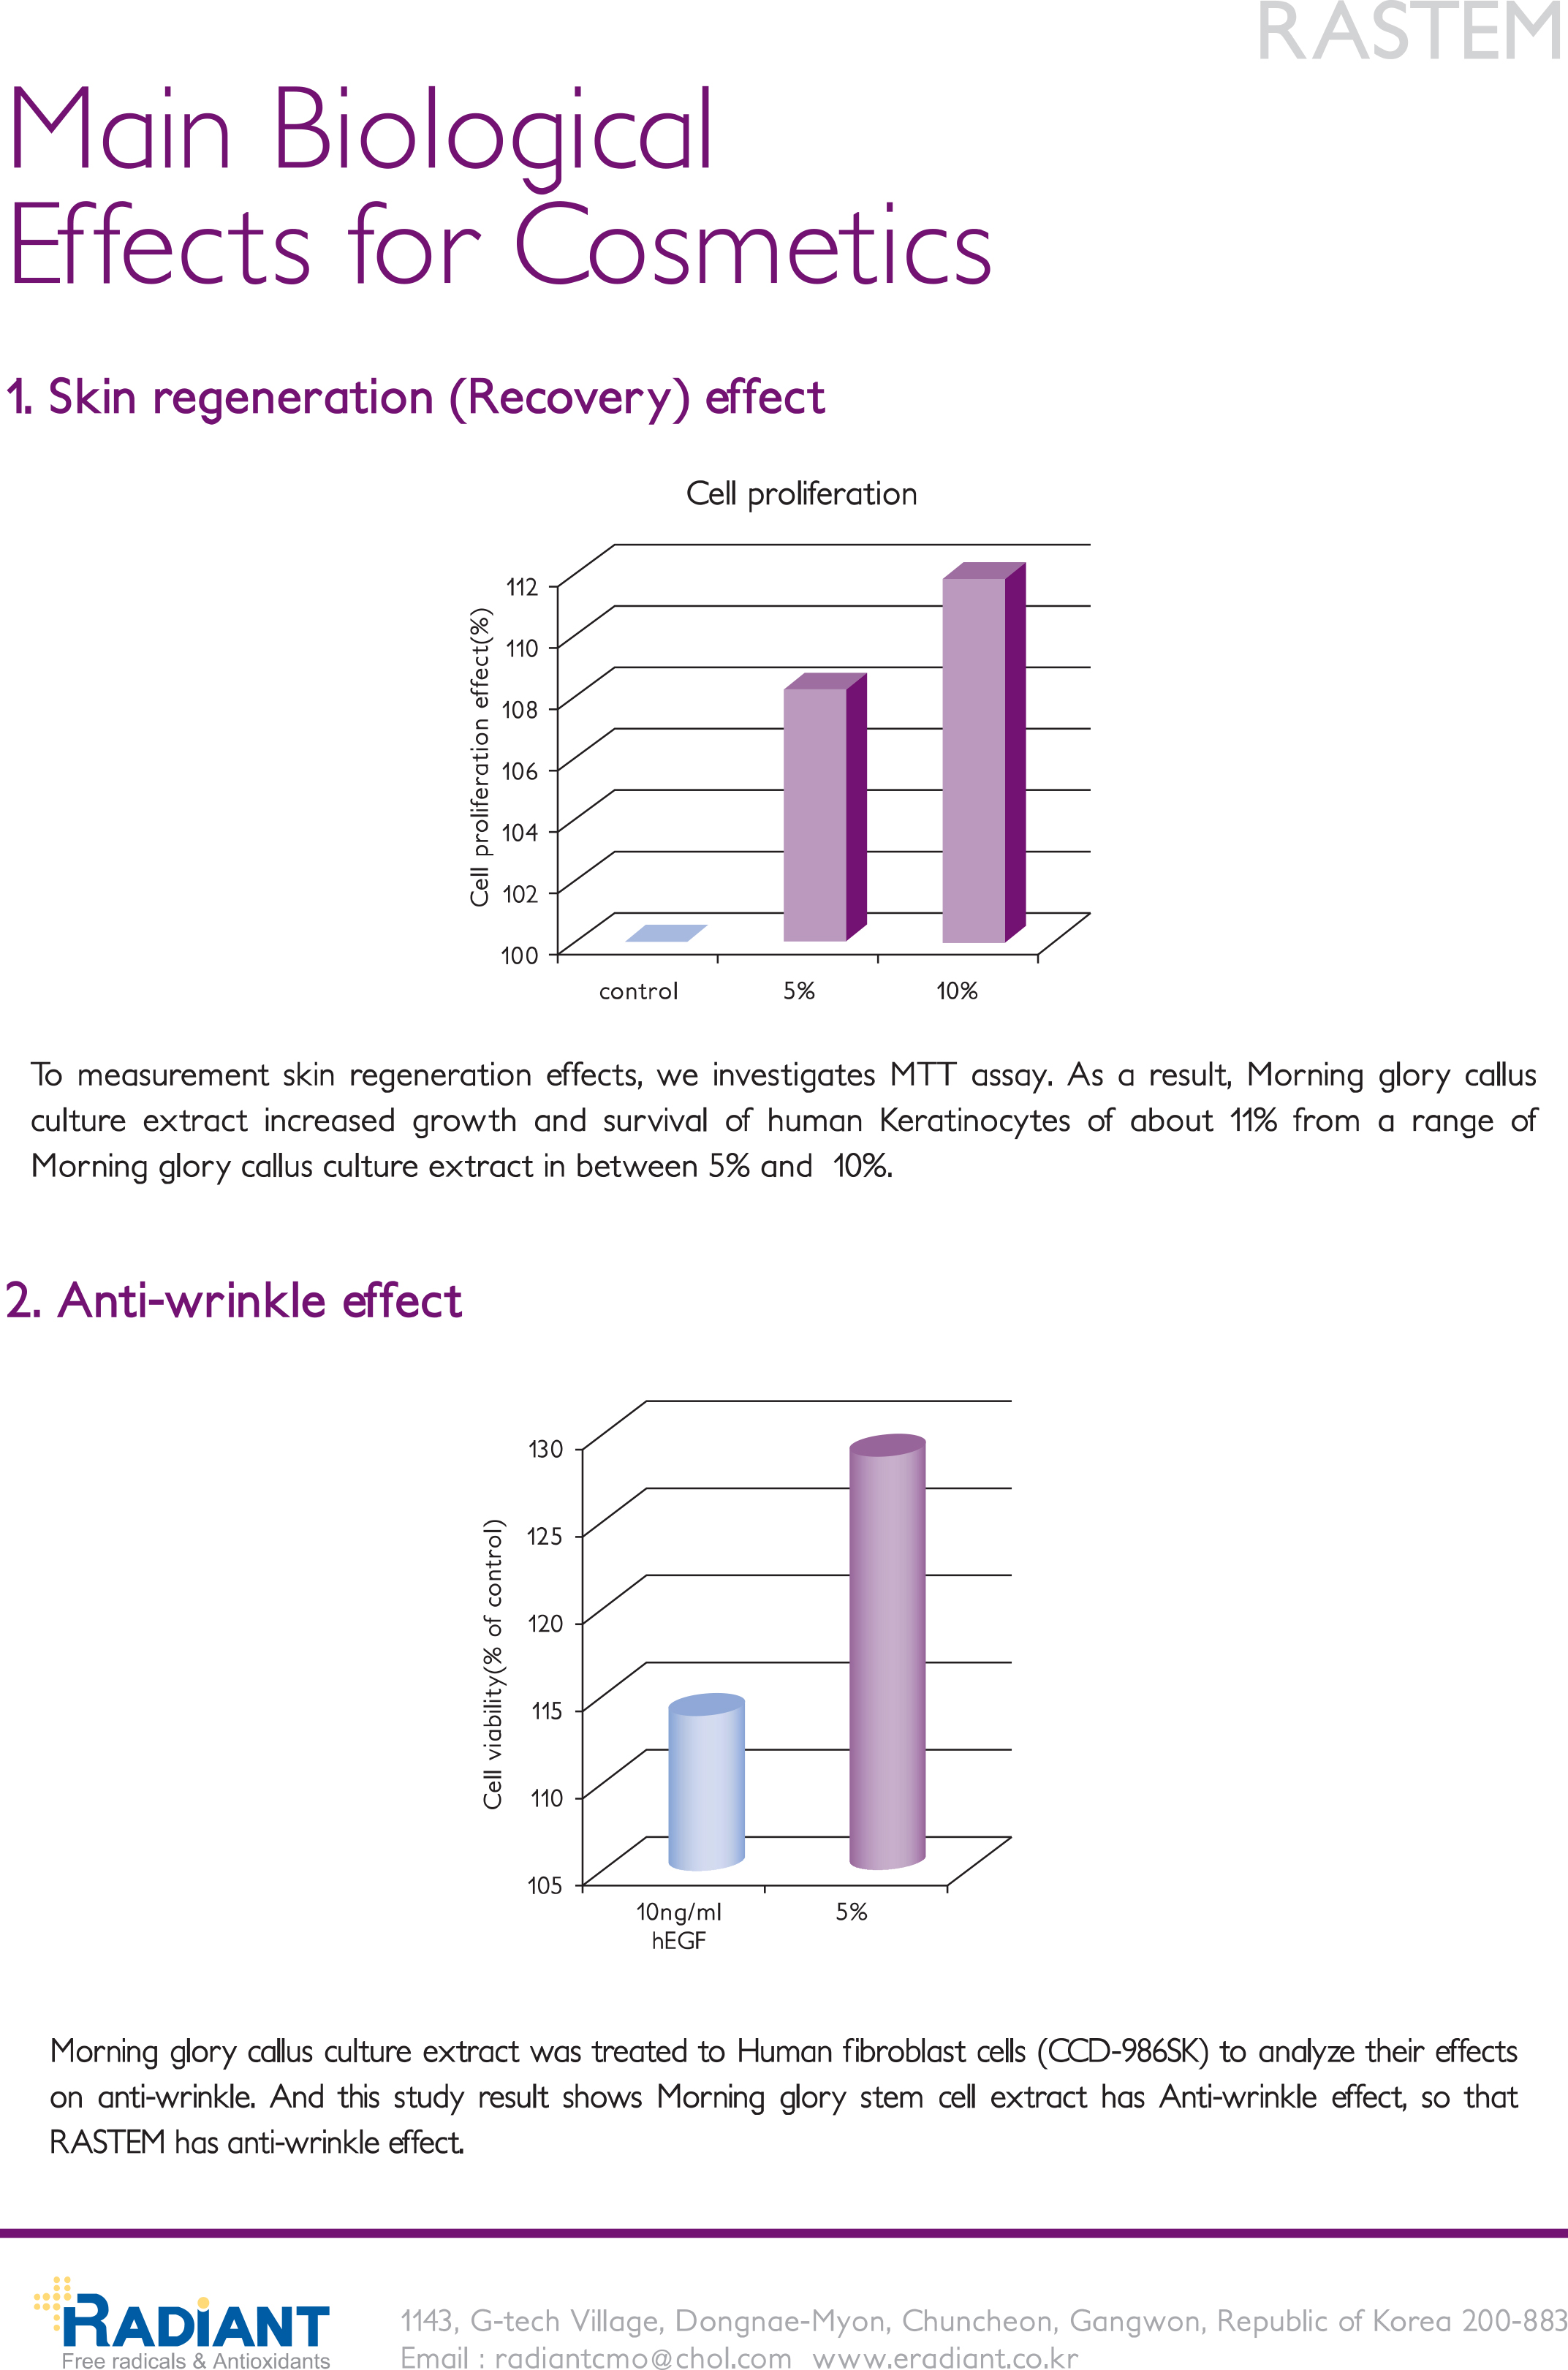 RASTEM
Main Biological
Effects for Cosmetics
1. Skin regeneration (Recovery) effect
Cell proliferation
Cell proliferation effect(%)
112
110
108
106
104
102
100
control
5%
10%
To measurement skin regeneration effects, we investigates MTT assay. As a result, Morning glory callus
culture extract increased growth and survival of human Keratinocytes of about 11% from a range of
Morning glory callus culture extract in between 5% and 10%.
2. Anti-wrinkle effect
Cell viability(% of control)
130
125
120
115
110
105
10ng/ml
hEGF
5%
Morning glory callus culture extract was treated to Human fibroblast cells (CCD-986SK) to analyze their effects
on anti-wrinkle. And this study result shows Morning glory stem cell extract has Anti-wrinkle effect, so that
RASTEM has anti-wrinkle effect.
RADiANT
Free radicals & Antioxidants
1143, G-tech Village, Dongnae-Myon, Chuncheon, Gangwon, Republic of Korea 200-883
Email : radiantcmo@chol.com www.eradiant.co.kr